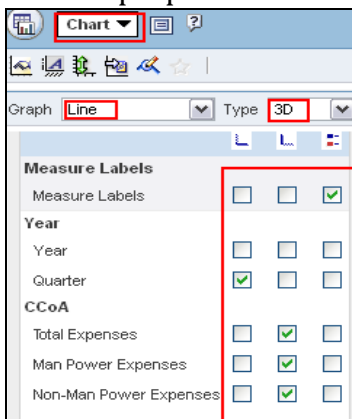 Chart
Graph Line Type 3D
Measure Labels
Measure Labels
Year
Year
Quarter
CCoA
Total Expenses
Man Power Expenses
Non-Man Power Expenses